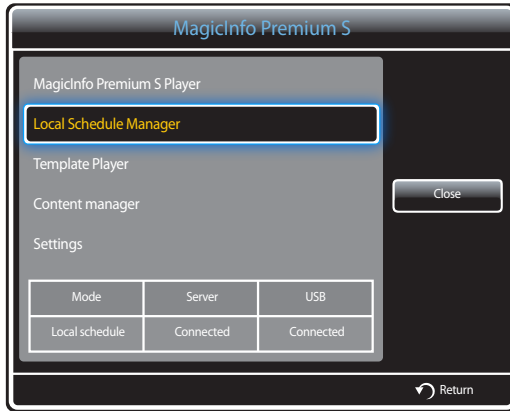 MagicInfo Premium S
MagicInfo Premium S Player
Local Schedule Manager
Template Player
Content manager
Settings
Close
Mode Server USB
Local schedule Connected Connected
Return